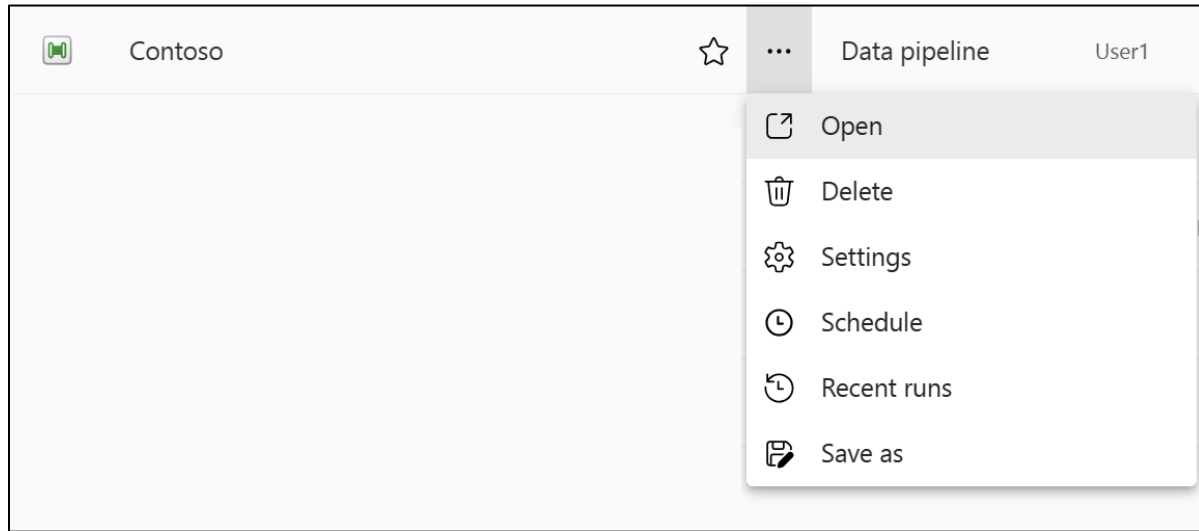 Contoso ... Data pipeline User1
Open
Delete
Settings
Schedule
Recent runs
Save as